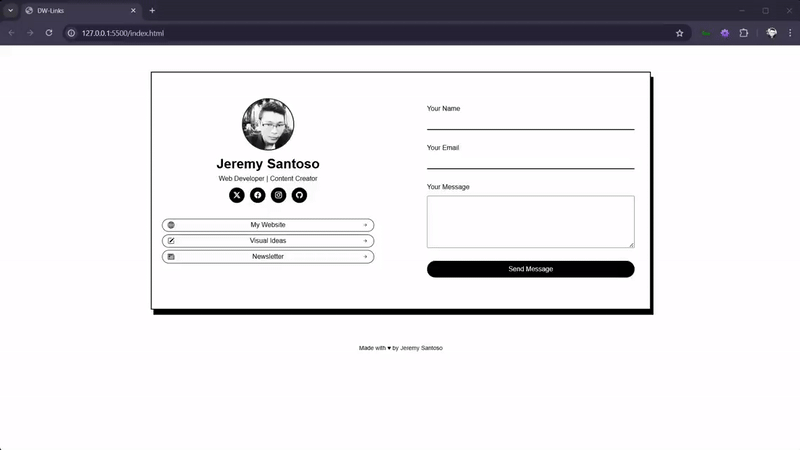 DW-Links
127.0.0.1:5500/index.html
Jeremy Santoso
Web Developer | Content Creator
My Website
Visual Ideas
Newsletter
Your Name
Your Email
Your Message
Send Message
Made with ♥ by Jeremy Santoso